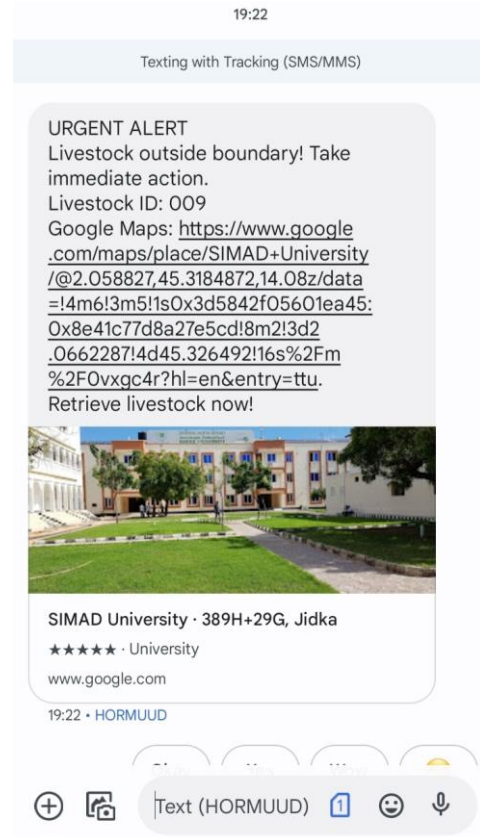 19:22
Texting with Tracking (SMS/MMS)
URGENT ALERT
Livestock outside boundary! Take
immediate action.
Livestock ID: 009
Google Maps: https://www.google
.com/maps/place/SIMAD+University
/@2.058827,45.3184872,14.08z/data
=!4m6!3m5!1s0x3d5842f05601ea45:
0x8e41c77d8a27e5cd!8m2!3d2
.0662287!4d45.326492!16s%2Fm
%2F0vxgc4r?hl=en&entry=ttu.
Retrieve livestock now!
SIMAD University · 389H+29G, Jidka
★★★★★ · University
www.google.com
19:22 • HORMUUD
Text (HORMUUD) 1